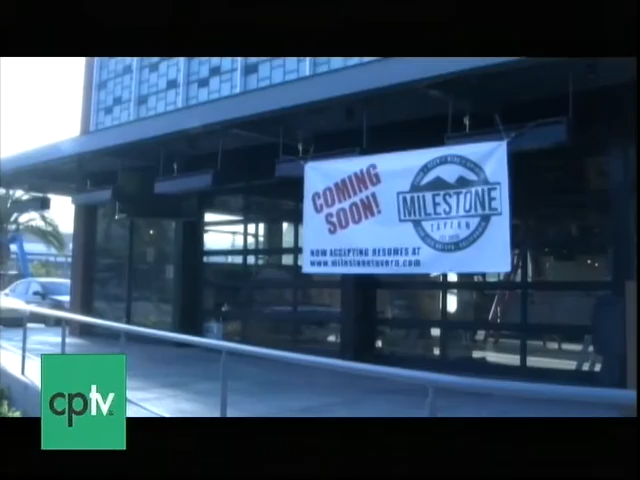 COMING
SOON!
MILESTONE
TAVERN
NOW ACCEPTING RESUMES AT
www.milestonetavern.com
cptv